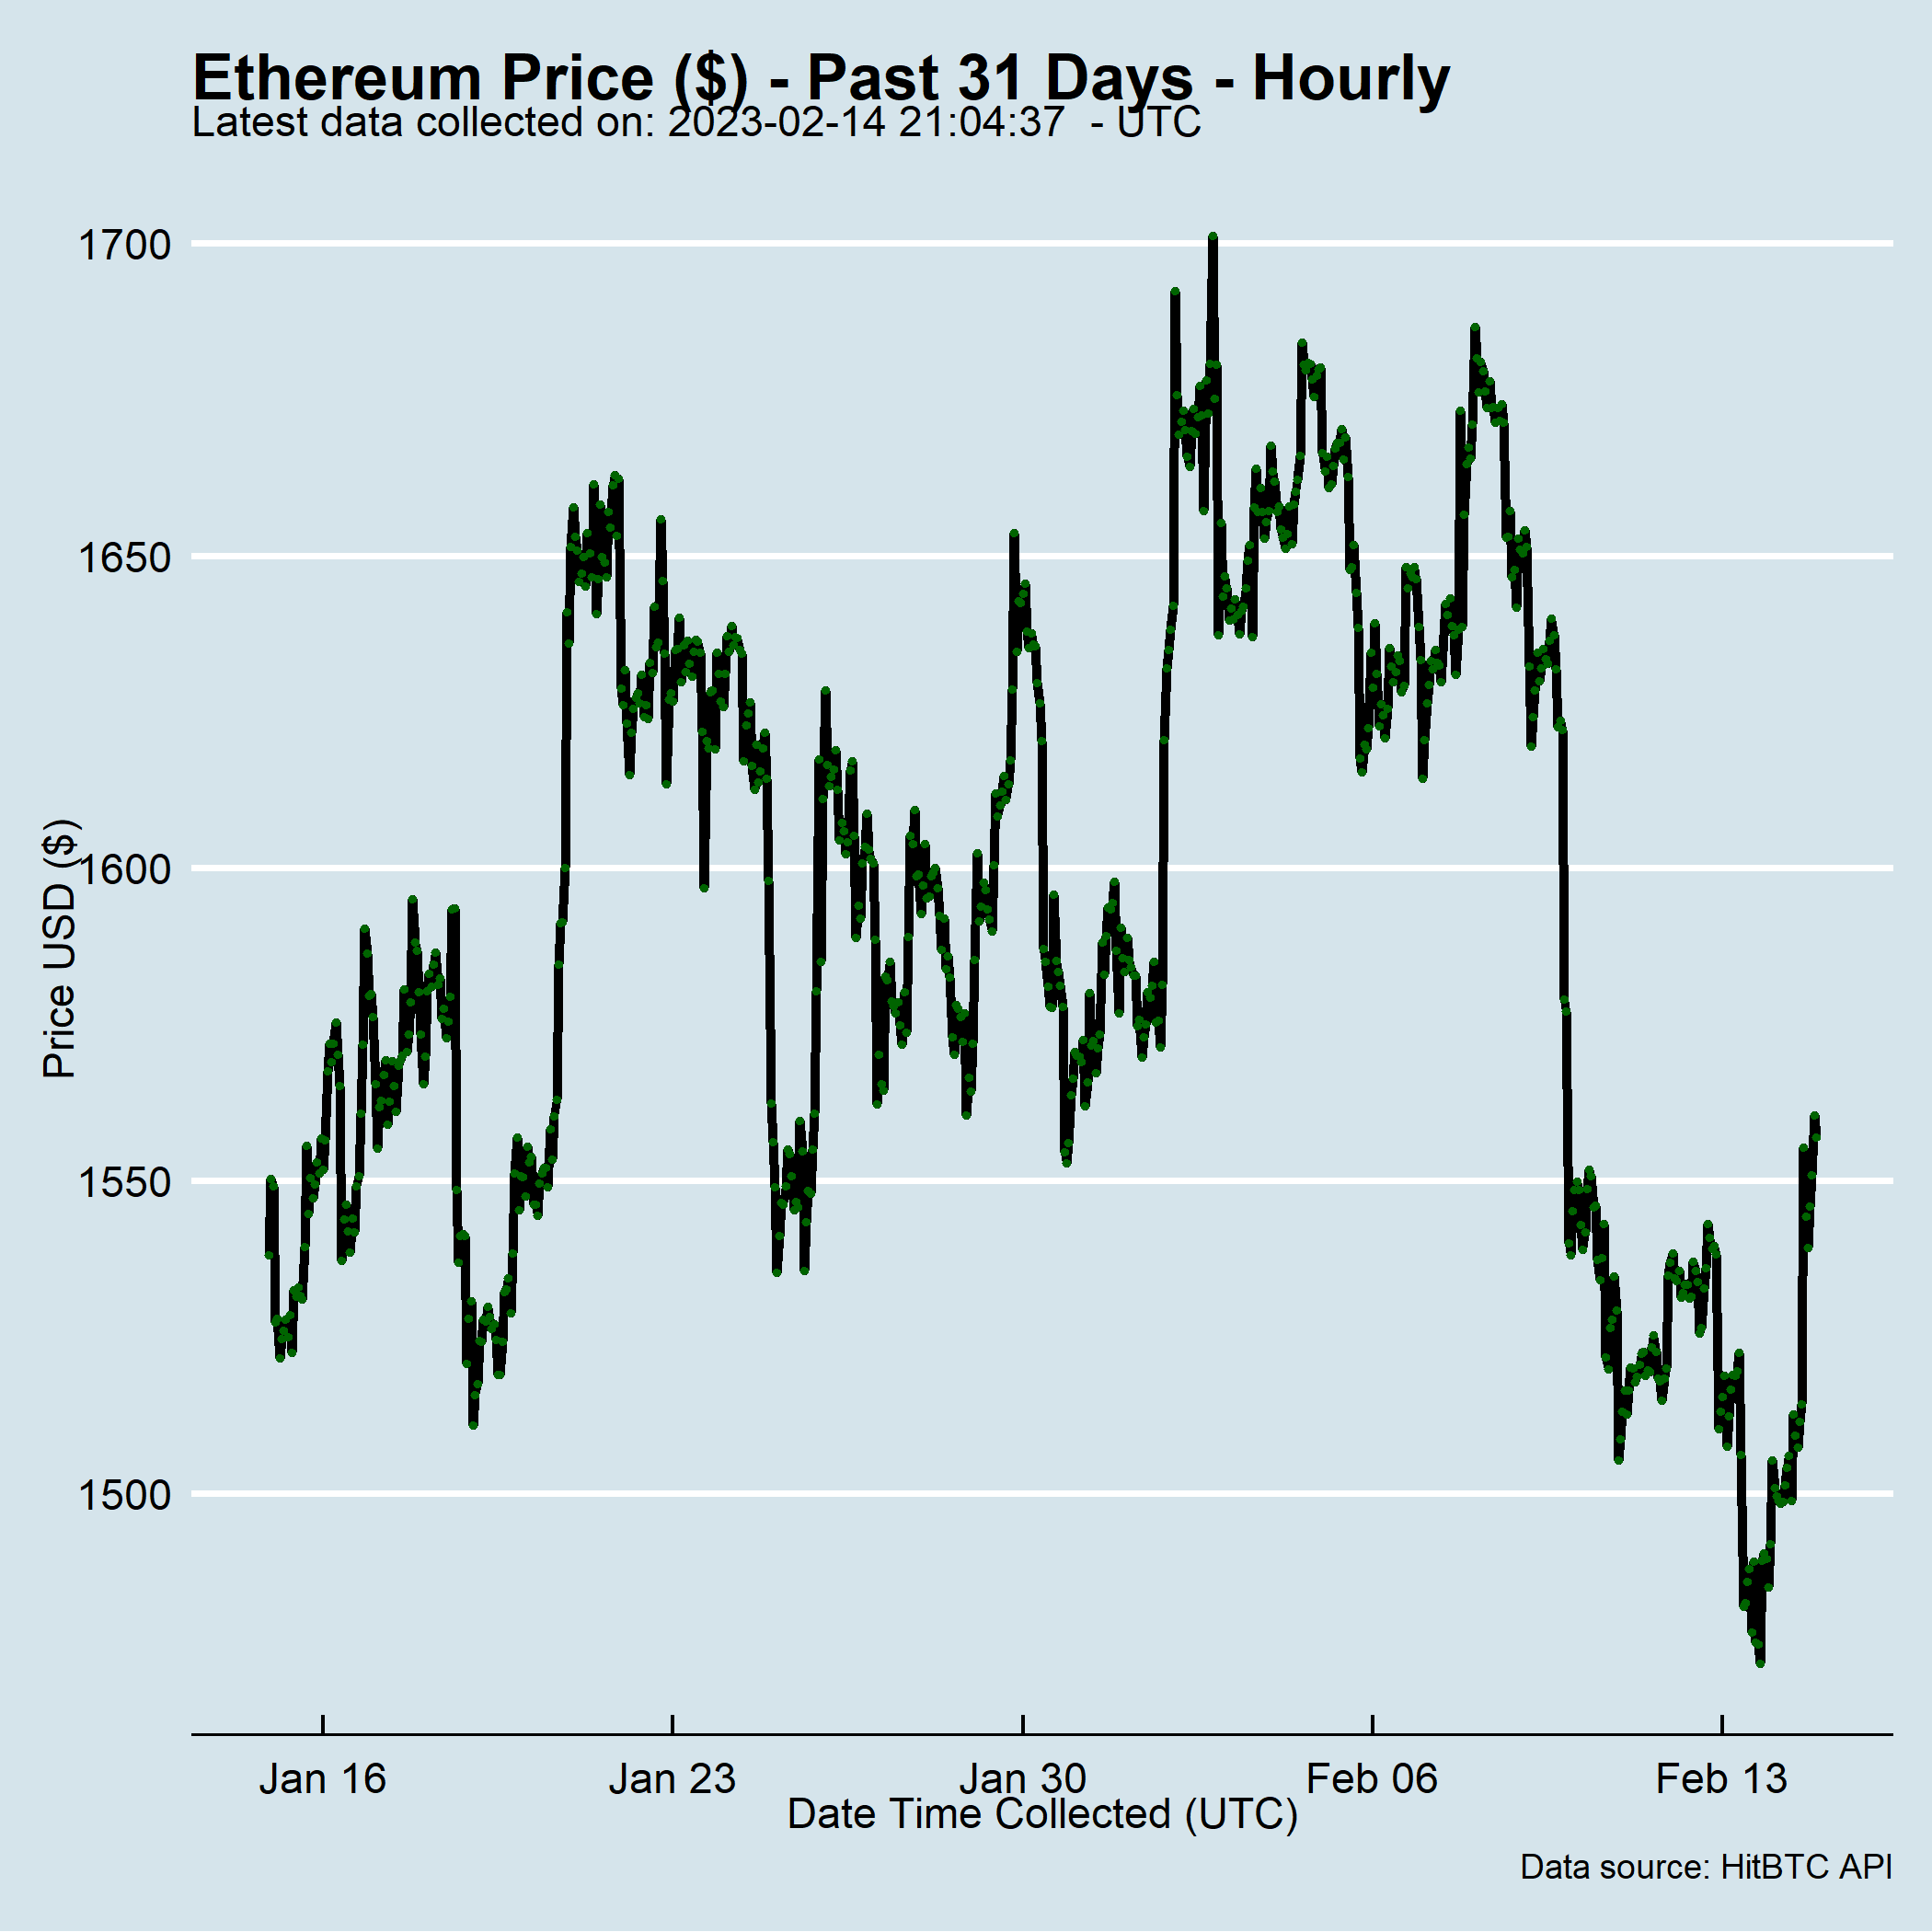 Ethereum Price ($) - Past 31 Days - Hourly
Latest data collected on: 2023-02-14 21:04:37  - UTC
1700
1650
1600
1550
1500
Price USD ($)
Jan 16 Jan 23 Jan 30 Feb 06 Feb 13
Date Time Collected (UTC)
Data source: HitBTC API